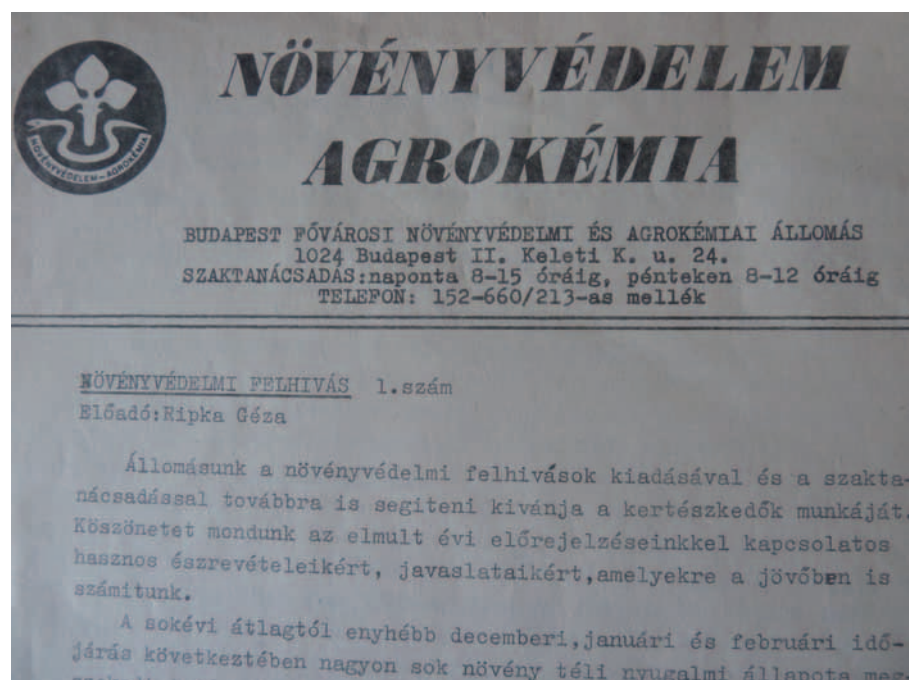 NÖVÉNYVÉDELEM
AGROKÉMIA
NÖVÉNYVÉDELEM-AGROKÉMIA
BUDAPEST FŐVÁROSI NÖVÉNYVÉDELMI ÉS AGROKÉMIAI ÁLLOMÁS
1024 Budapest II. Keleti K. u. 24.
SZAKTANÁCSADÁS:naponta 8-15 óráig, pénteken 8-12 óráig
TELEFON: 152-660/213-as mellék
NÖVÉNYVÉDELMI FELHIVÁS 1.szám
Előadó:Ripka Géza
Állomásunk a növényvédelmi felhivások kiadásával és a szakta-
nácsadással továbbra is segiteni kivánja a kertészkedők munkáját.
Köszönetet mondunk az elmult évi előrejelzéseinkkel kapcsolatos
hasznos észrevételeikért, javaslataikért,amelyekre a jövőben is
számitunk.
A sokévi átlagtól enyhébb decemberi,januári és februári idő-
járás következtében nagyon sok növény téli nyugalmi állapota meg-